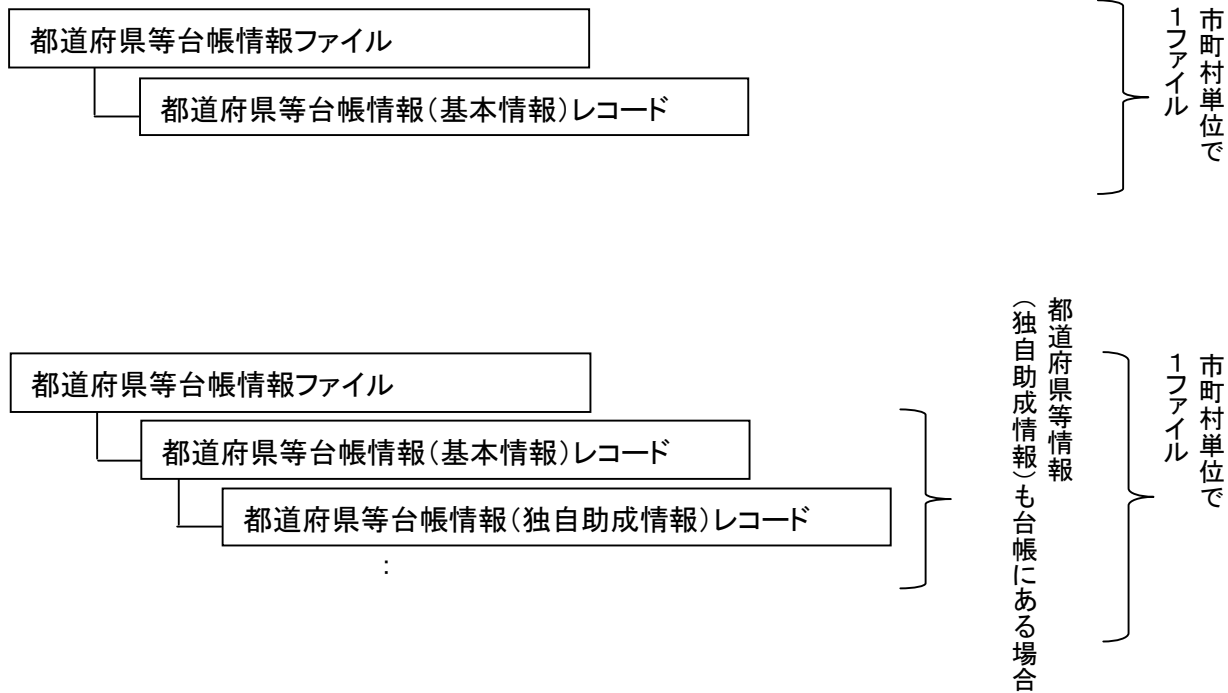 都道府県等台帳情報ファイル
都道府県等台帳情報（基本情報）レコード
市町村単位で
１ファイル
都道府県等台帳情報ファイル
都道府県等台帳情報（基本情報）レコード
都道府県等台帳情報（独自助成情報）レコード
：
都道府県等情報
（独自助成情報）も台帳にある場合
市町村単位で
１ファイル